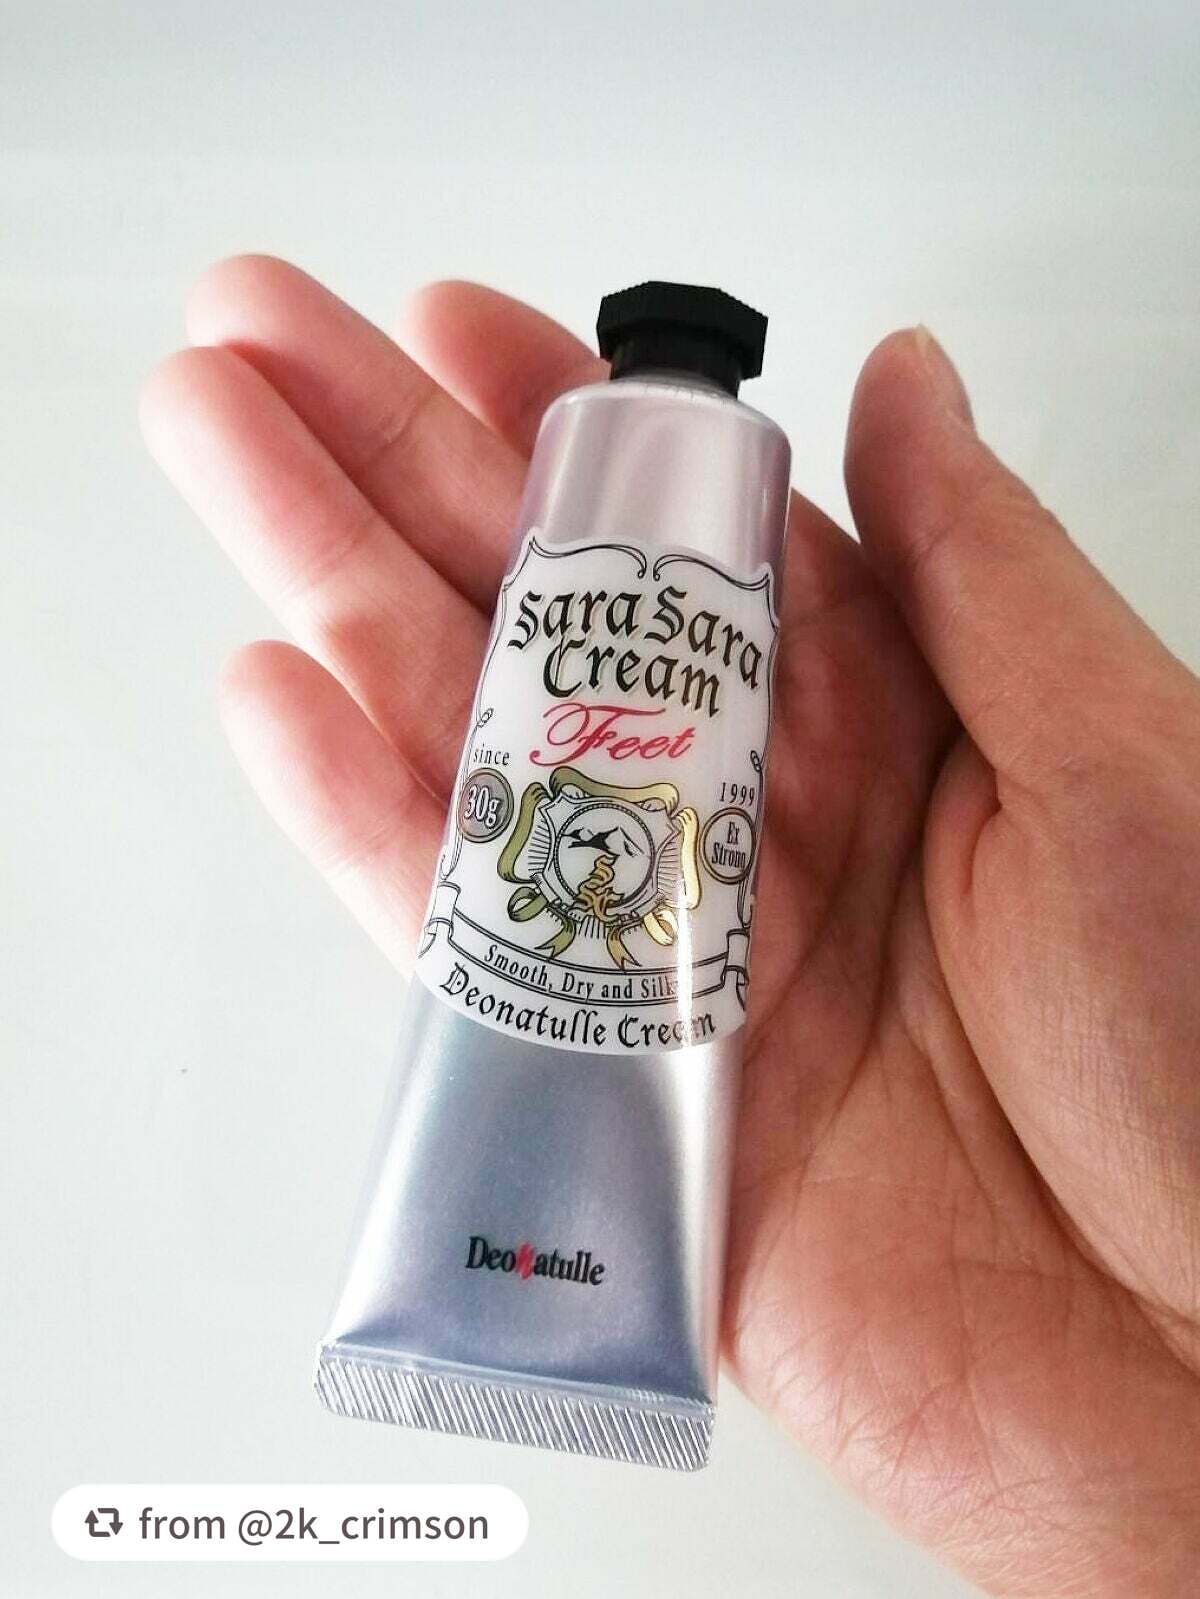 Sara Sara
Cream
Feet
since
1999
30g
Ex
Strong
Smooth, Dry and Silky
Deonatulle Cream
DeoNatulle
from @2k_crimson